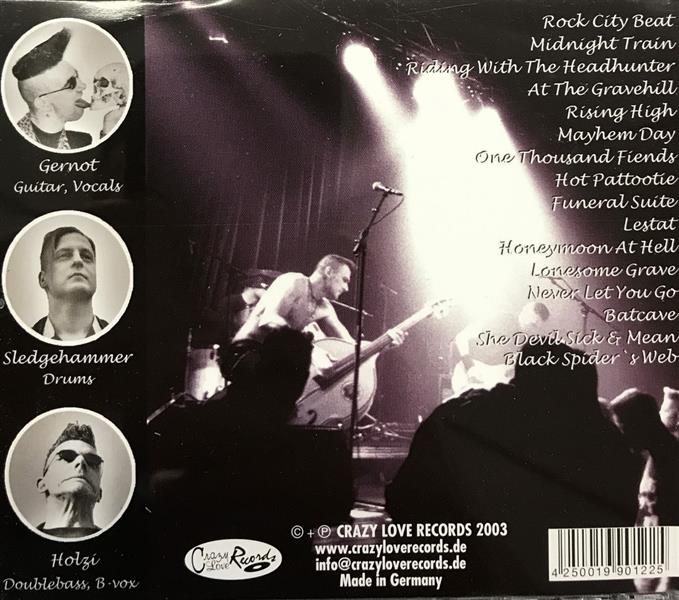 Rock City Beat
Midnight Train
Riding With The Headhunter
At The Gravehill
Rising High
Mayhem Day
One Thousand Fiends
Hot Pattootie
Funeral Suite
Lestat
Honeymoon At Hell
Lonesome Grave
Never Let You Go
Batcave
She Devil Sick & Mean
Black Spider`s Web
Gernot
Guitar, Vocals
Sledgehammer
Drums
Holzi
Doublebass, B-vox
Crazy Love Records
© + ℗ CRAZY LOVE RECORDS 2003
www.crazyloverecords.de
info@crazyloverecords.de
Made in Germany
4 250019 901225